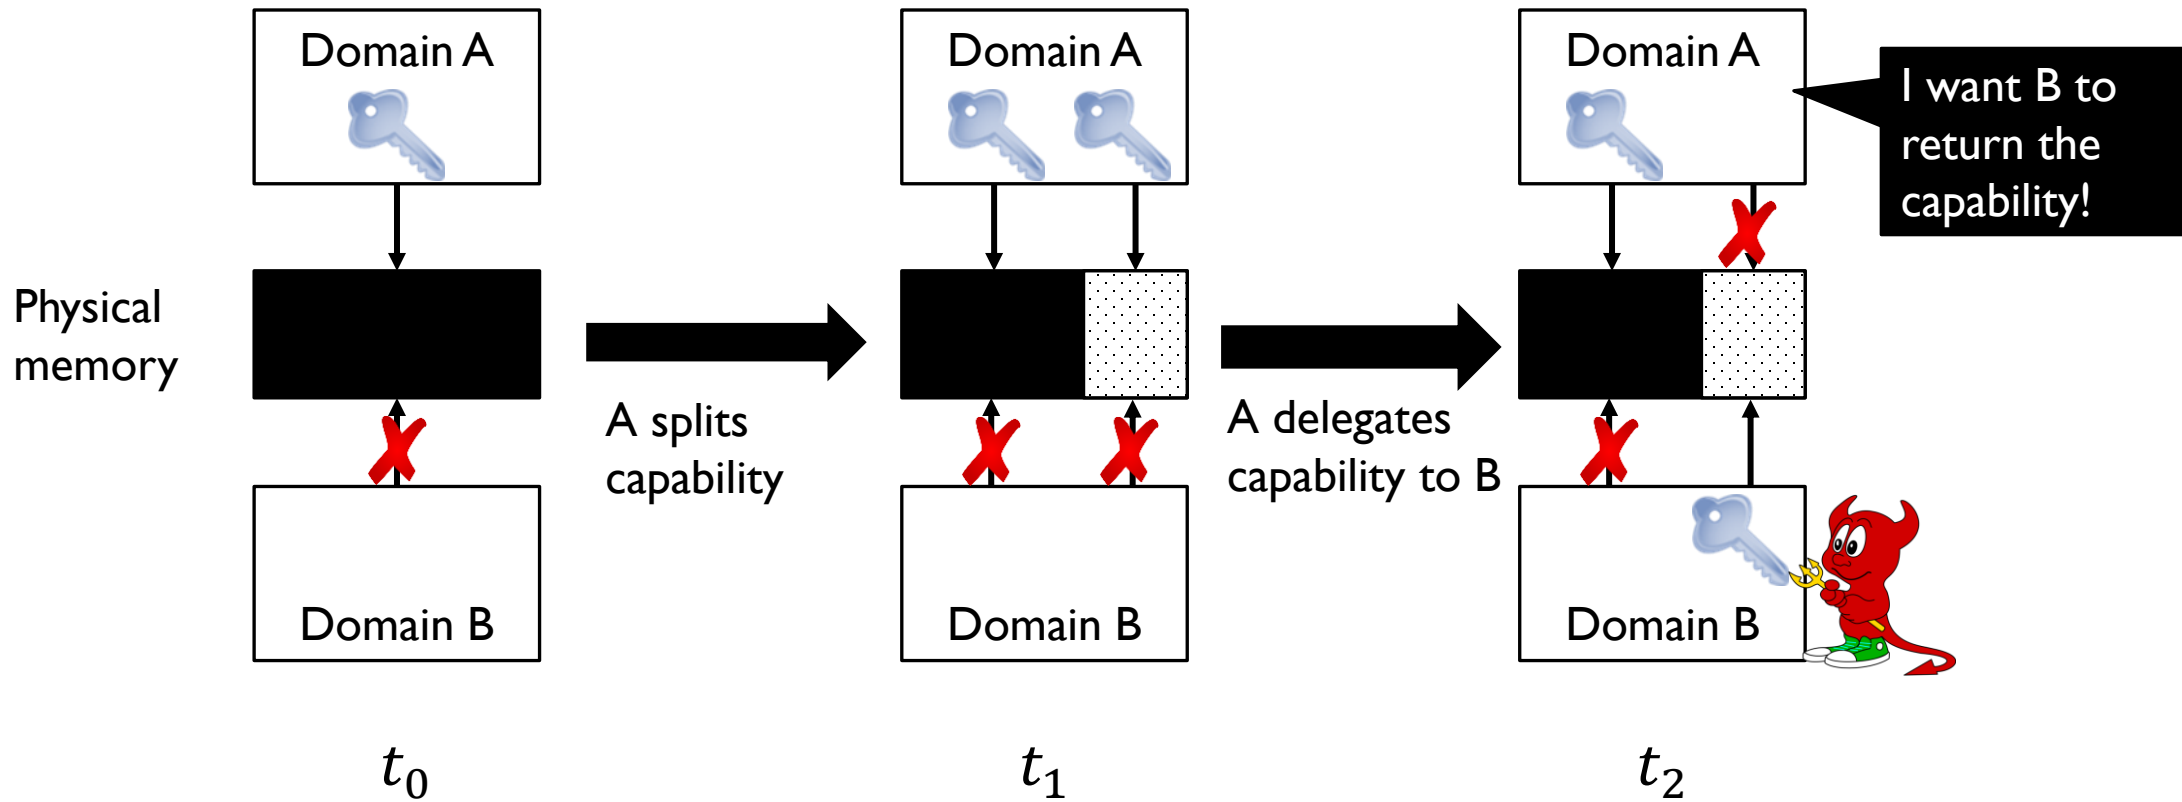 Domain A
Domain A
Domain A
I want B to
return the
capability!
Physical
memory
A splits
capability
A delegates
capability to B
Domain B
Domain B
Domain B
t₀
t₁
t₂